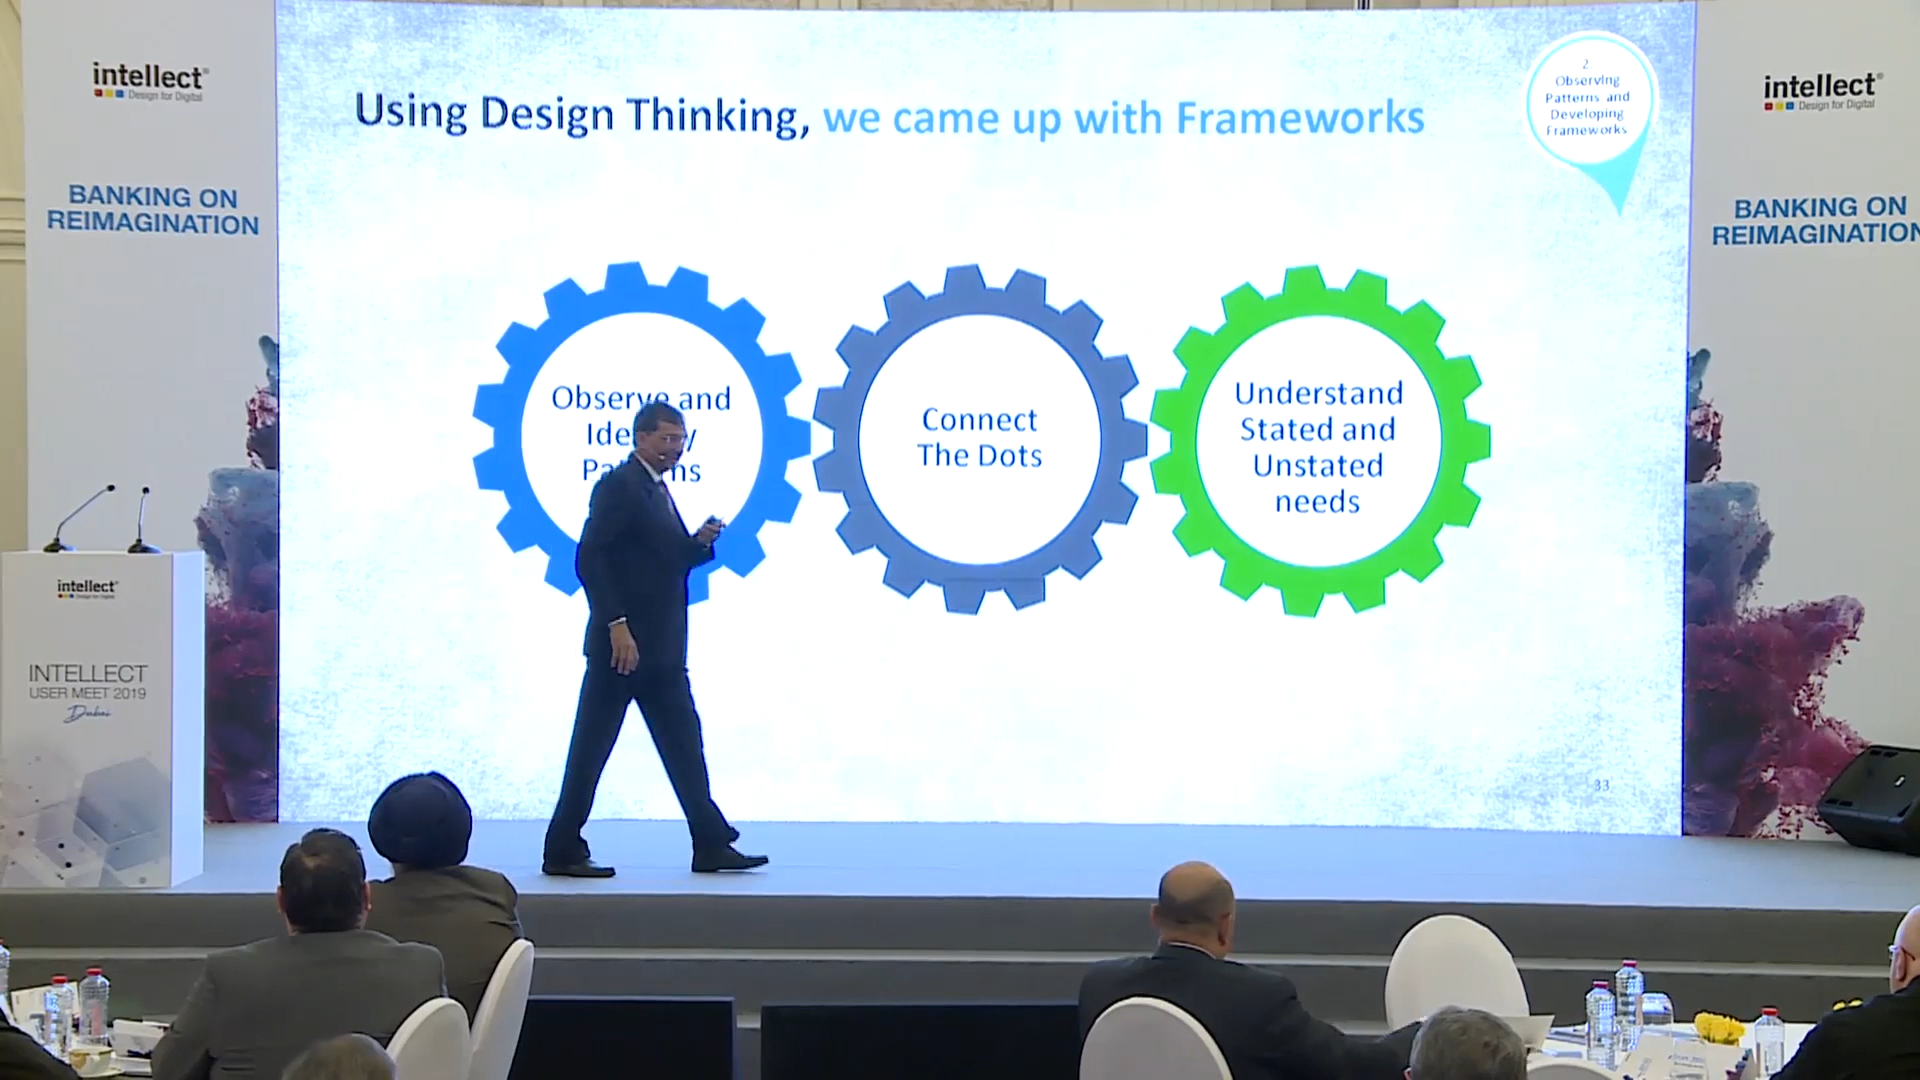 intellect
Design for Digital
BANKING ON
REIMAGINATION
Using Design Thinking, we came up with Frameworks
2
Observing
Patterns and
Developing
Frameworks
intellect
Design for Digital
BANKING ON
REIMAGINATION
Observe and
Connect
The Dots
Understand
Stated and
Unstated
needs
33
intellect
Design for Digital
INTELLECT
USER MEET 2019
Dubai